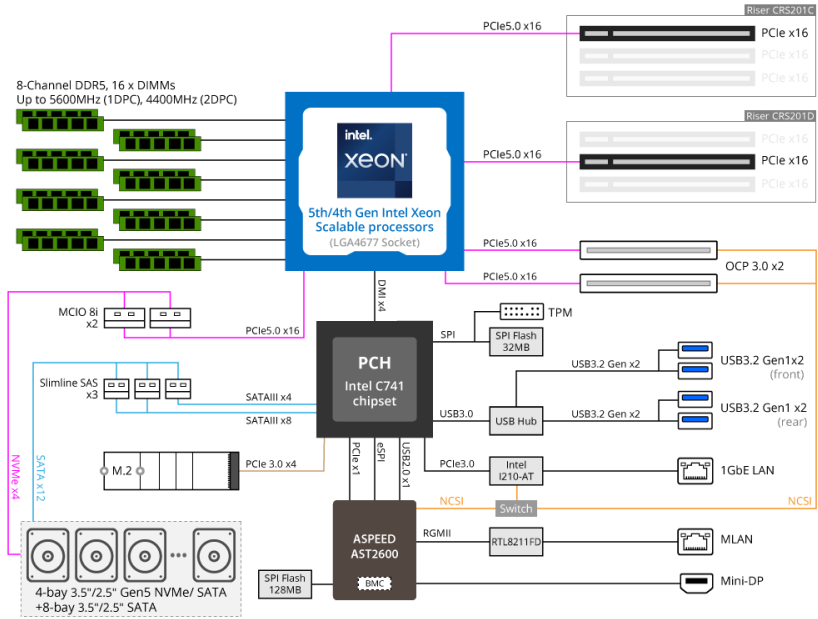 Riser CRS201C
PCIe5.0 x16
PCIe x16
PCIe x16
PCIe x16
8-Channel DDR5, 16 x DIMMs
Up to 5600MHz (1DPC), 4400MHz (2DPC)
Riser CRS201D
intel.
xeon
PCIe5.0 x16
PCIe x16
PCIe x16
PCIe x16
5th/4th Gen Intel Xeon
Scalable processors
(LGA4677 Socket)
PCIe5.0 x16
PCIe5.0 x16
OCP 3.0 x2
DMI x4
MCIO 8i
x2
PCIe5.0 x16
SPI
TPM
SPI Flash
32MB
PCH
Intel C741
chipset
USB3.2 Gen x2
USB3.2 Gen1x2
(front)
Slimline SAS
x3
SATAIII x4
SATAIII x8
USB3.0
USB Hub
USB3.2 Gen x2
USB3.2 Gen1 x2
(rear)
NVMe x4
SATA x12
M.2
PCIe 3.0 x4
PCIe x1
eSPI
USB2.0 x1
PCIe3.0
Intel
I210-AT
1GbE LAN
NCSI
Switch
NCSI
ASPEED
AST2600
BMC
RGMII
RTL8211FD
MLAN
SPI Flash
128MB
Mini-DP
4-bay 3.5"/2.5" Gen5 NVMe/ SATA
+8-bay 3.5"/2.5" SATA